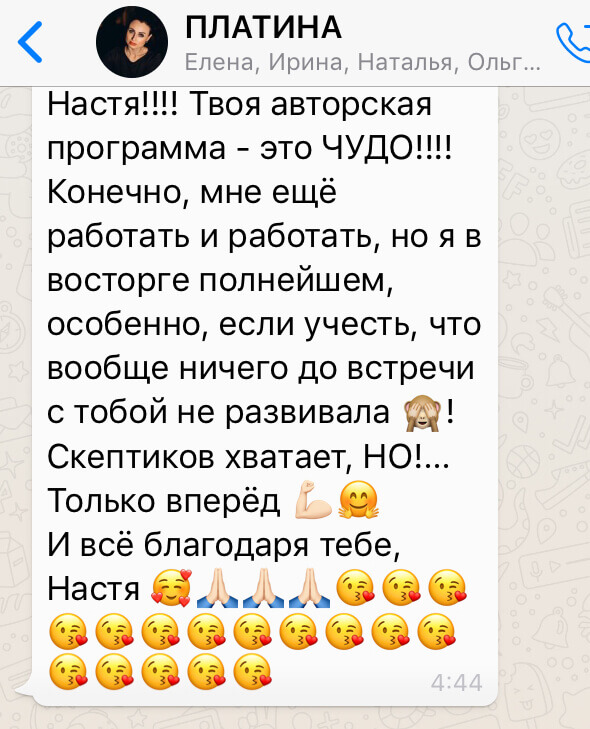 ПЛАТИНА
Елена, Ирина, Наталья, Ольг...
Настя!!!! Твоя авторская
программа - это ЧУДО!!!!
Конечно, мне ещё
работать и работать, но я в
восторге полнейшем,
особенно, если учесть, что
вообще ничего до встречи
с тобой не развивала 🙈!
Скептиков хватает, НО!...
Только вперёд 💪🏻🤗
И всё благодаря тебе,
Настя 🥰🙏🏻🙏🏻🙏🏻😘😘😘
😘😘😘😘😘😘😘😘😘
😘😘😘😘😘
4:44